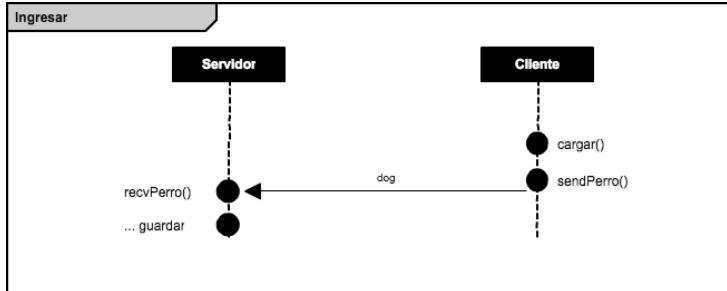 Ingresar
Servidor
Cliente
cargar()
dog
recvPerro()
sendPerro()
... guardar